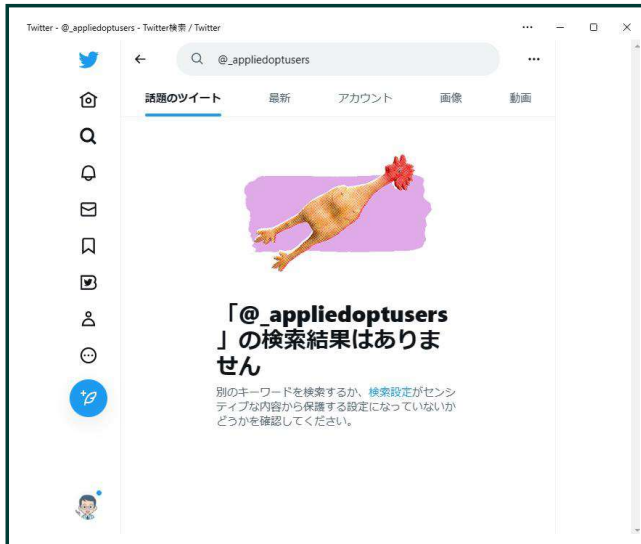 Twitter - @_appliedoptusers - Twitter検索 / Twitter
@_appliedoptusers
話題のツイート 最新 アカウント 画像 動画
「@_appliedoptusers
」の検索結果はありま
せん
別のキーワードを検索するか、検索設定がセンシ
ティブな内容から保護する設定になっていないか
どうかを確認してください。